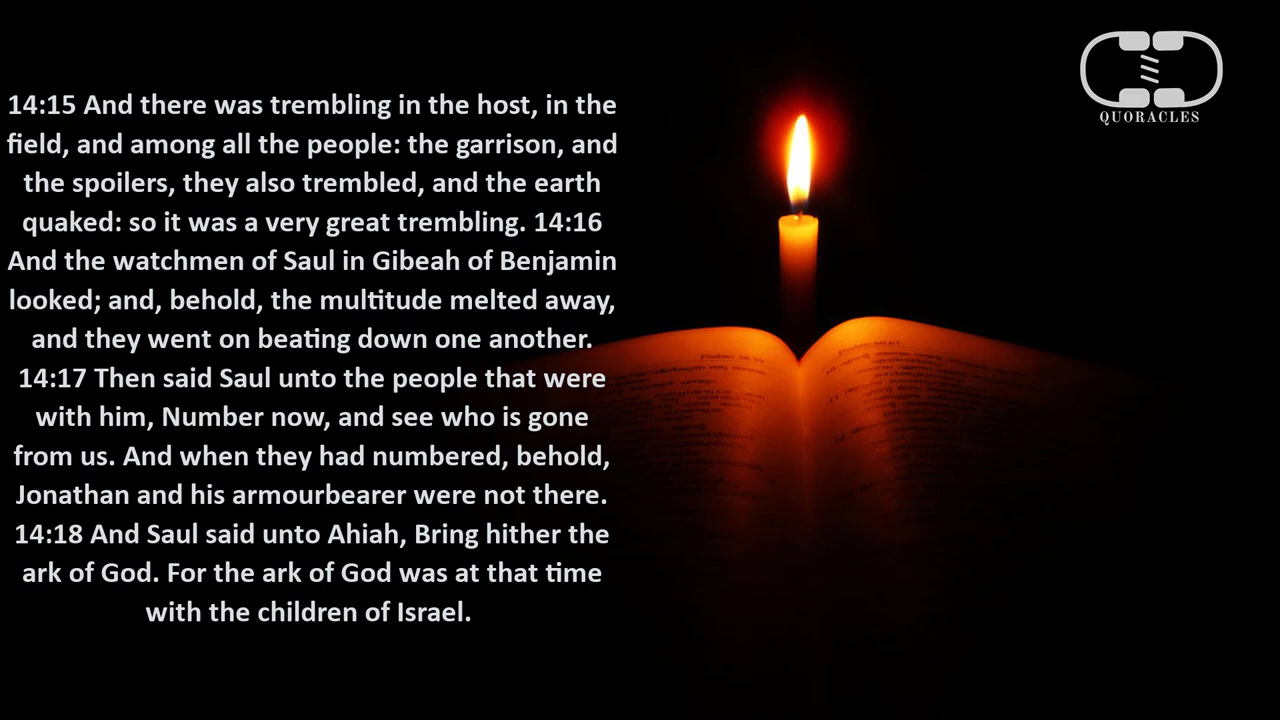 14:15 And there was trembling in the host, in the
field, and among all the people: the garrison, and
the spoilers, they also trembled, and the earth
quaked: so it was a very great trembling. 14:16
And the watchmen of Saul in Gibeah of Benjamin
looked; and, behold, the multitude melted away,
and they went on beating down one another.
14:17 Then said Saul unto the people that were
with him, Number now, and see who is gone
from us. And when they had numbered, behold,
Jonathan and his armourbearer were not there.
14:18 And Saul said unto Ahiah, Bring hither the
ark of God. For the ark of God was at that time
with the children of Israel.
QUORACLES